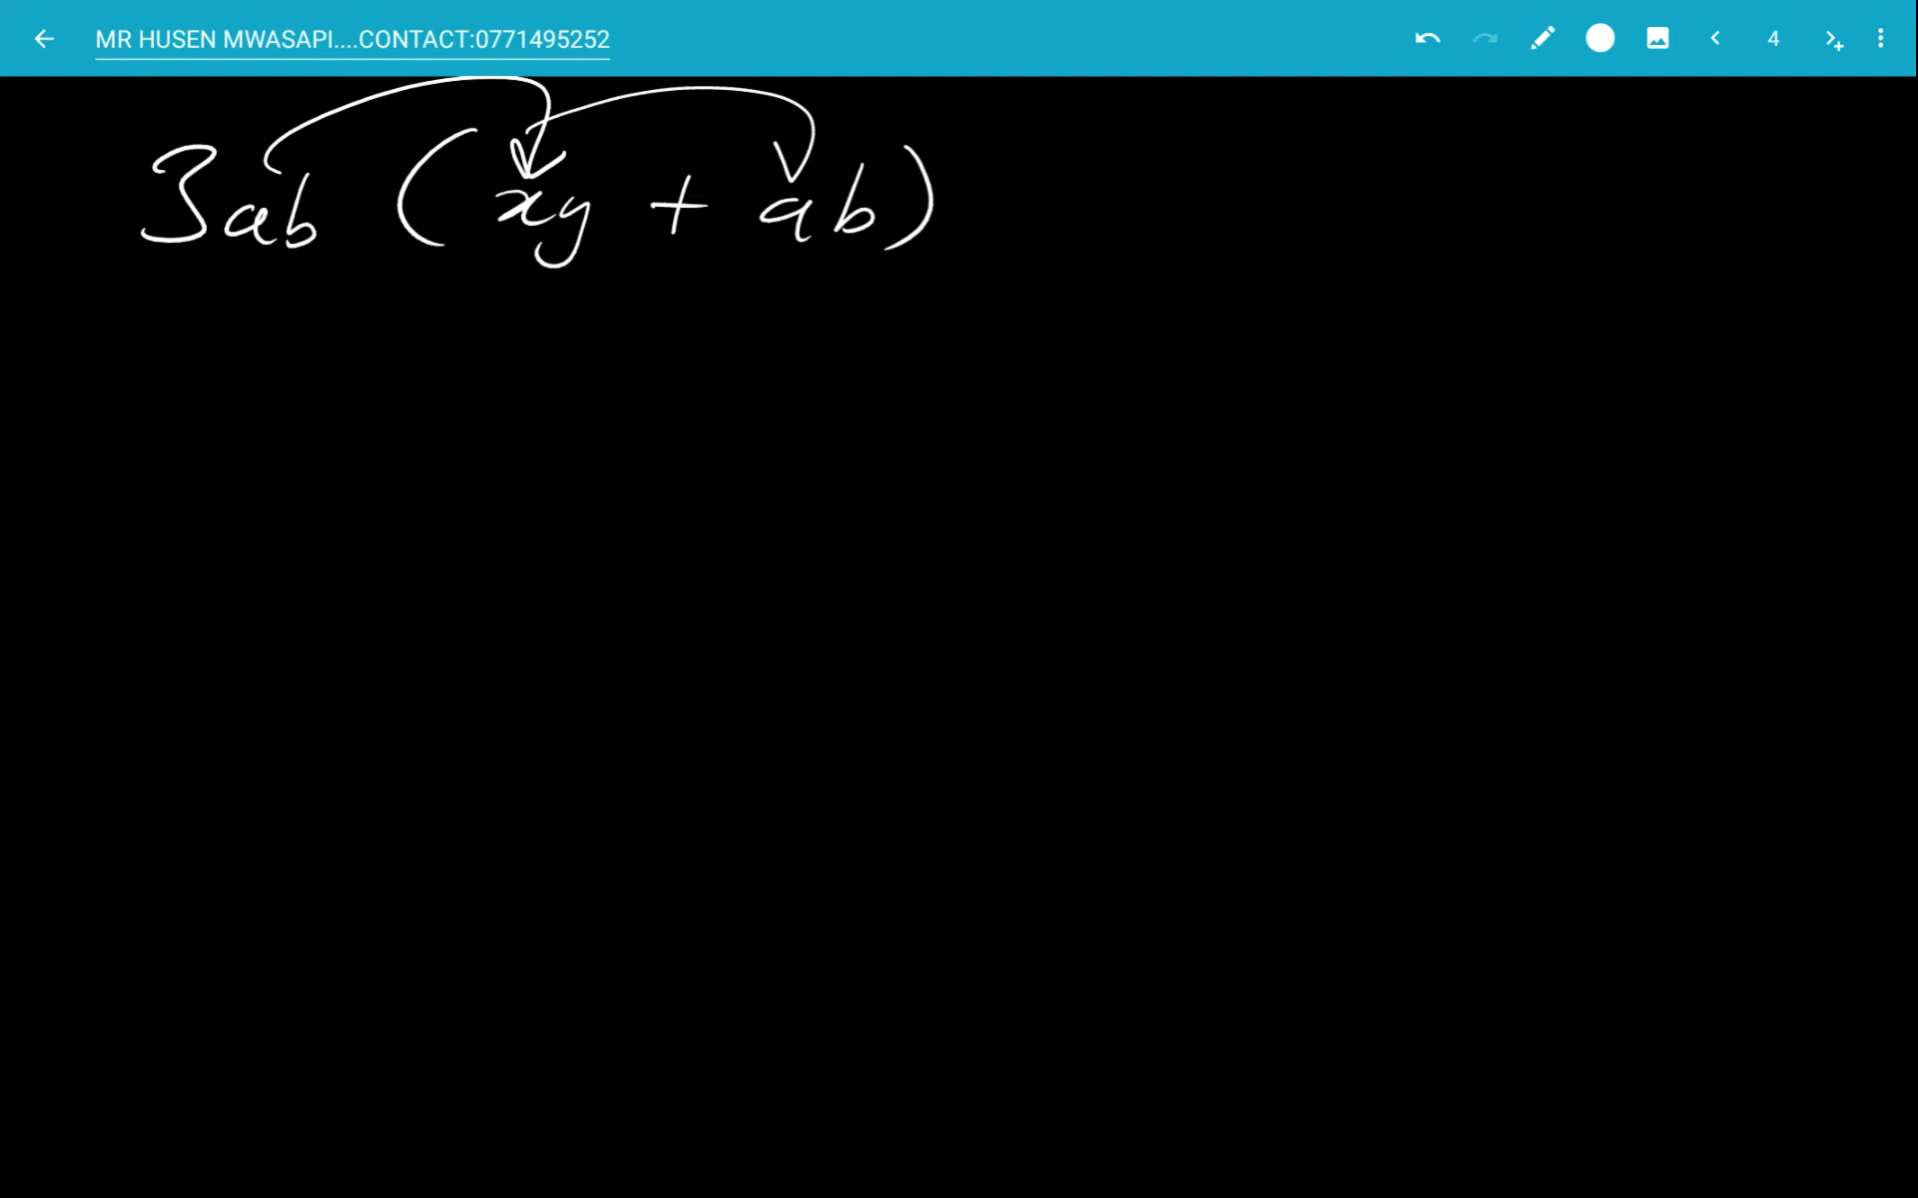 MR HUSEN MWASAPI....CONTACT:0771495252
4
3ab (xy + ab)